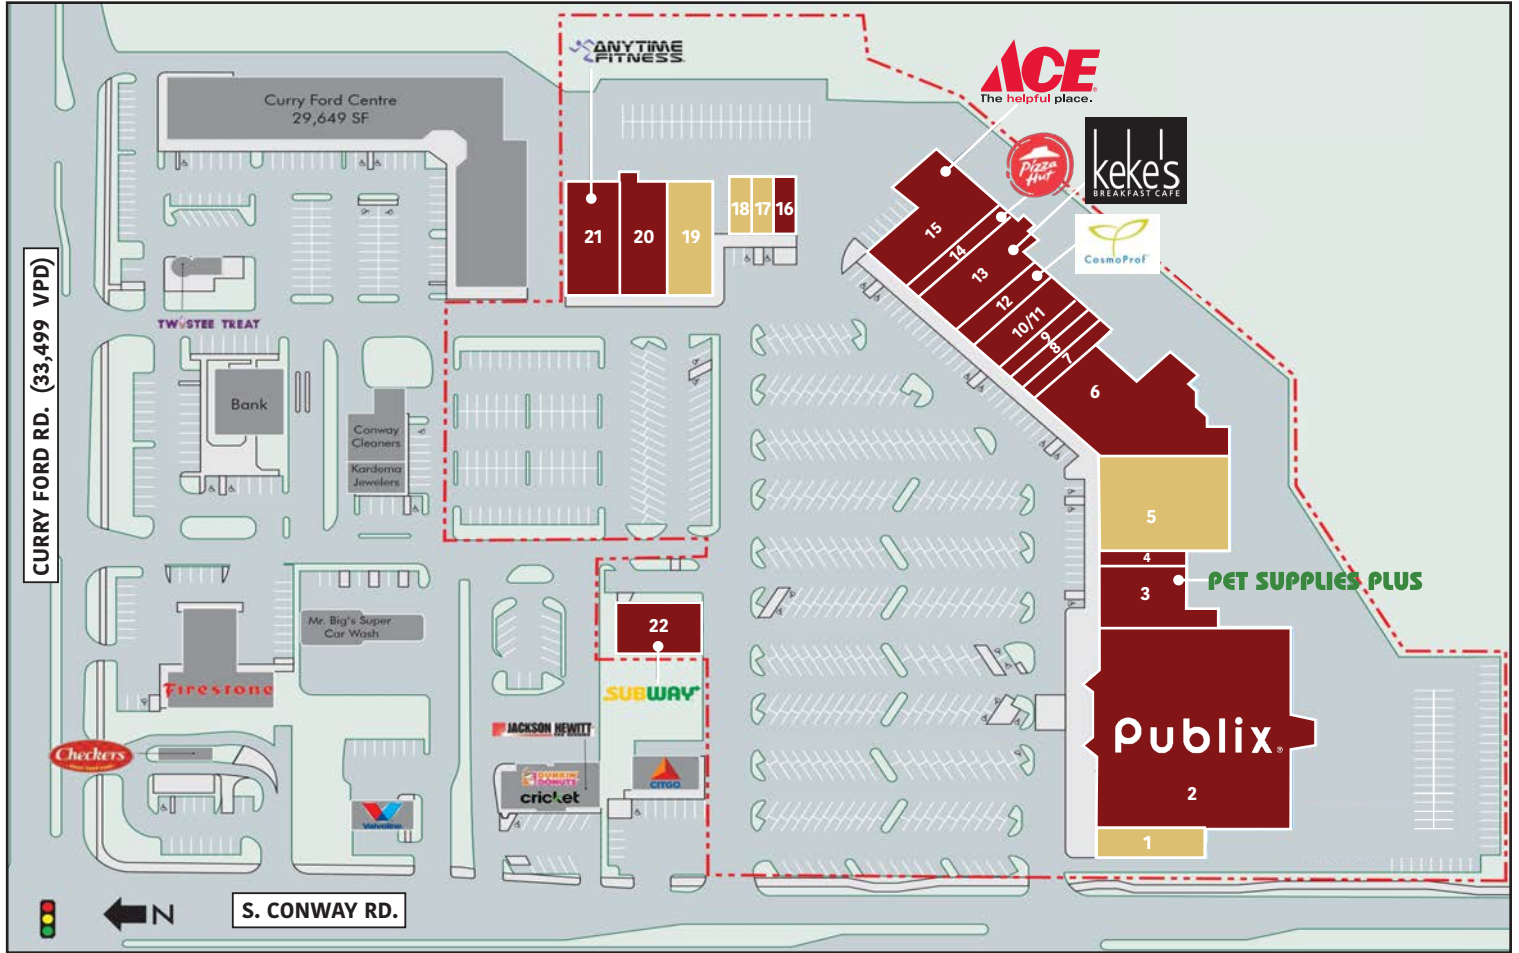 ANYTIME
FITNESS
ACE
The helpful place.
Pizza
Hut
keke's
BREAKFAST CAFE
CosmoProf
Curry Ford Centre
29,649 SF
21
20
19
18
17
16
15
14
13
12
10/11
9
8
7
6
5
4
3
PET SUPPLIES PLUS
Publix
2
1
22
SUBWAY
CURRY FORD RD. (33,499 VPD)
TWISTEE TREAT
Bank
Conway
Cleaners
Kardema
Jewelers
Mr. Big's Super
Car Wash
Firestone
Checkers
Valvoline
JACKSON HEWITT
DUNKIN'
DONUTS
cricket
CITGO
N
S. CONWAY RD.